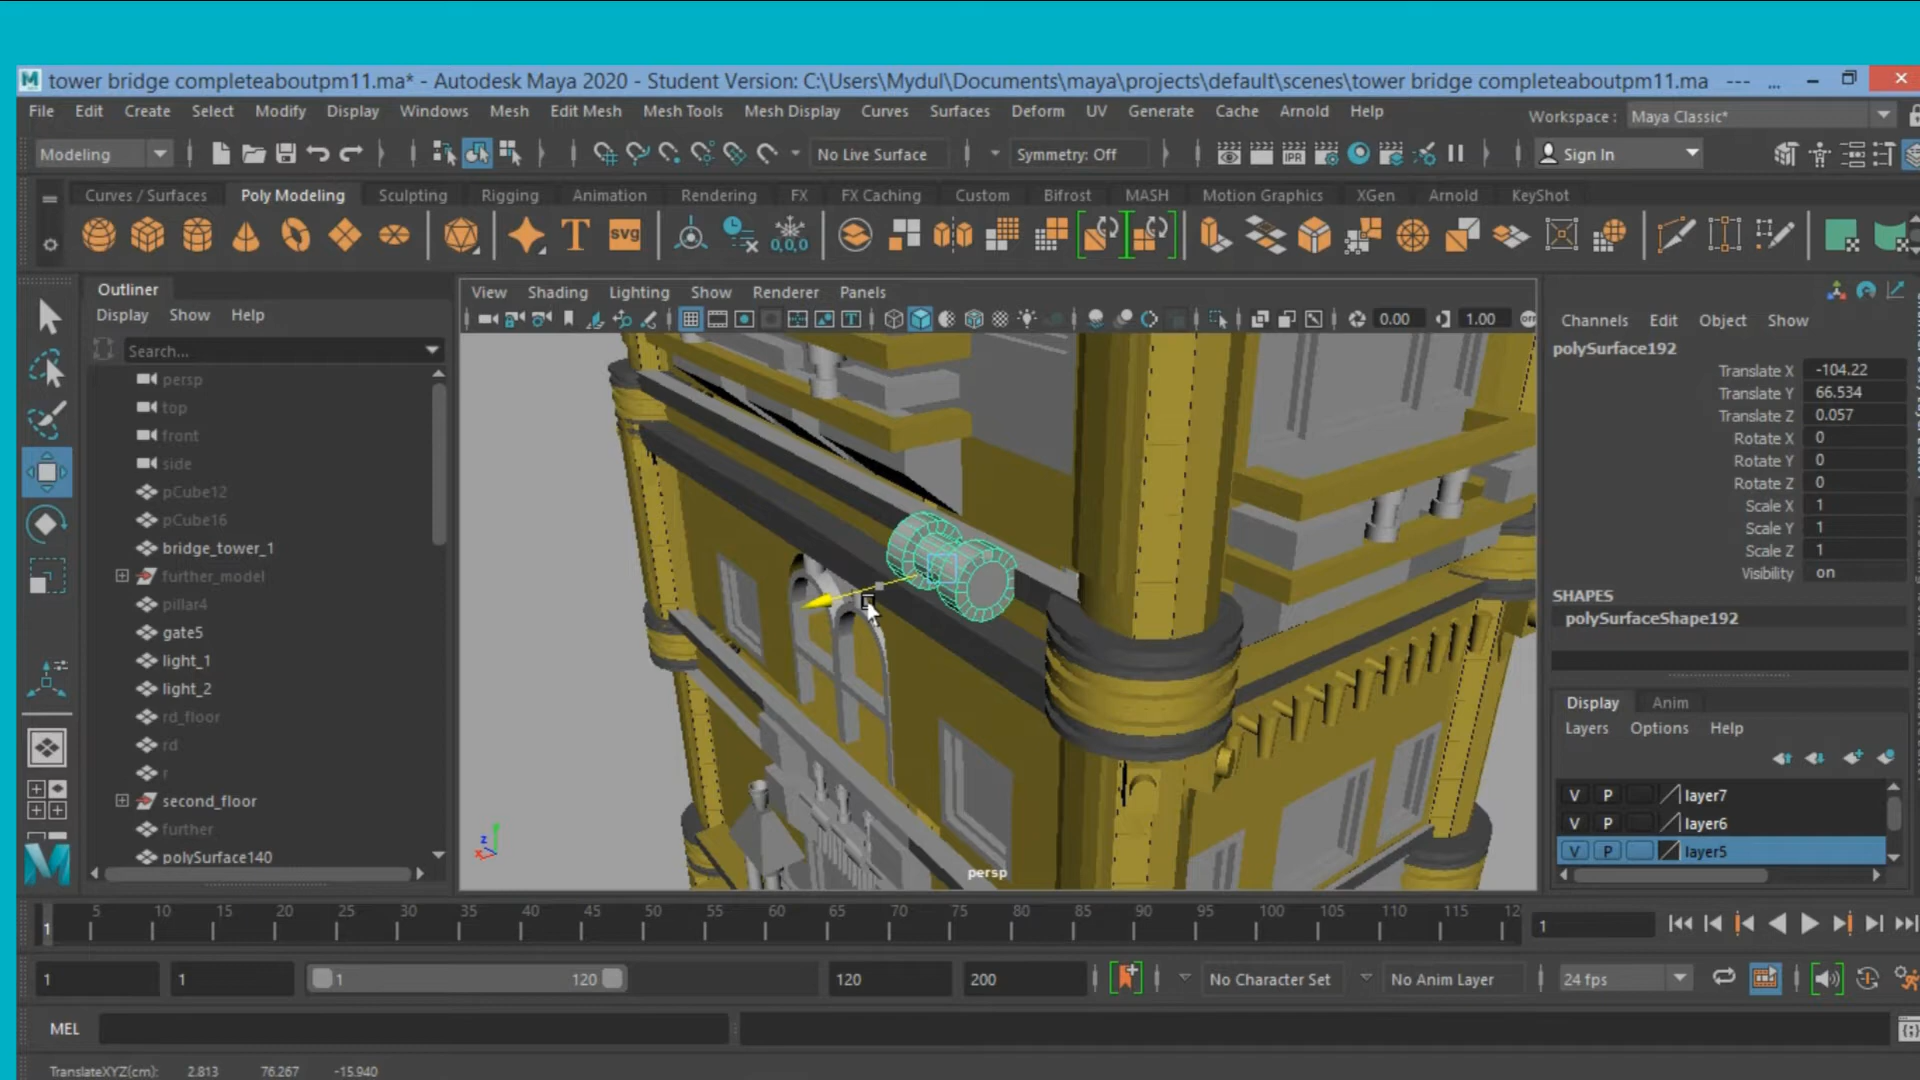 tower bridge completeaboutpm11.ma* - Autodesk Maya 2020 - Student Version: C:\Users\Mydul\Documents\maya\projects\default\scenes\tower bridge completeaboutpm11.ma --- ...
File Edit Create Select Modify Display Windows Mesh Edit Mesh Mesh Tools Mesh Display Curves Surfaces Deform UV Generate Cache Arnold Help Workspace : Maya Classic*
Modeling No Live Surface Symmetry: Off IPR Sign In
Curves / Surfaces Poly Modeling Sculpting Rigging Animation Rendering FX FX Caching Custom Bifrost MASH Motion Graphics XGen Arnold KeyShot
T svg 0,0,0
Outliner
Display Show Help
Search...
persp
top
front
side
pCube12
pCube16
bridge_tower_1
further_model
pillar4
gate5
light_1
light_2
rd_floor
rd
r
second_floor
further
polySurface140
View Shading Lighting Show Renderer Panels
0.00 1.00
z
x
persp
Channels Edit Object Show
polySurface192
Translate X -104.22
Translate Y 66.534
Translate Z 0.057
Rotate X 0
Rotate Y 0
Rotate Z 0
Scale X 1
Scale Y 1
Scale Z 1
Visibility on
SHAPES
polySurfaceShape192
Display Anim
Layers Options Help
V P layer7
V P layer6
V P layer5
1 5 10 15 20 25 30 35 40 45 50 55 60 65 70 75 80 85 90 95 100 105 110 115 12 1
1 1 1 120 120 200 No Character Set No Anim Layer 24 fps
MEL
TranslateXYZ(cm): 2.813 76.267 -15.940